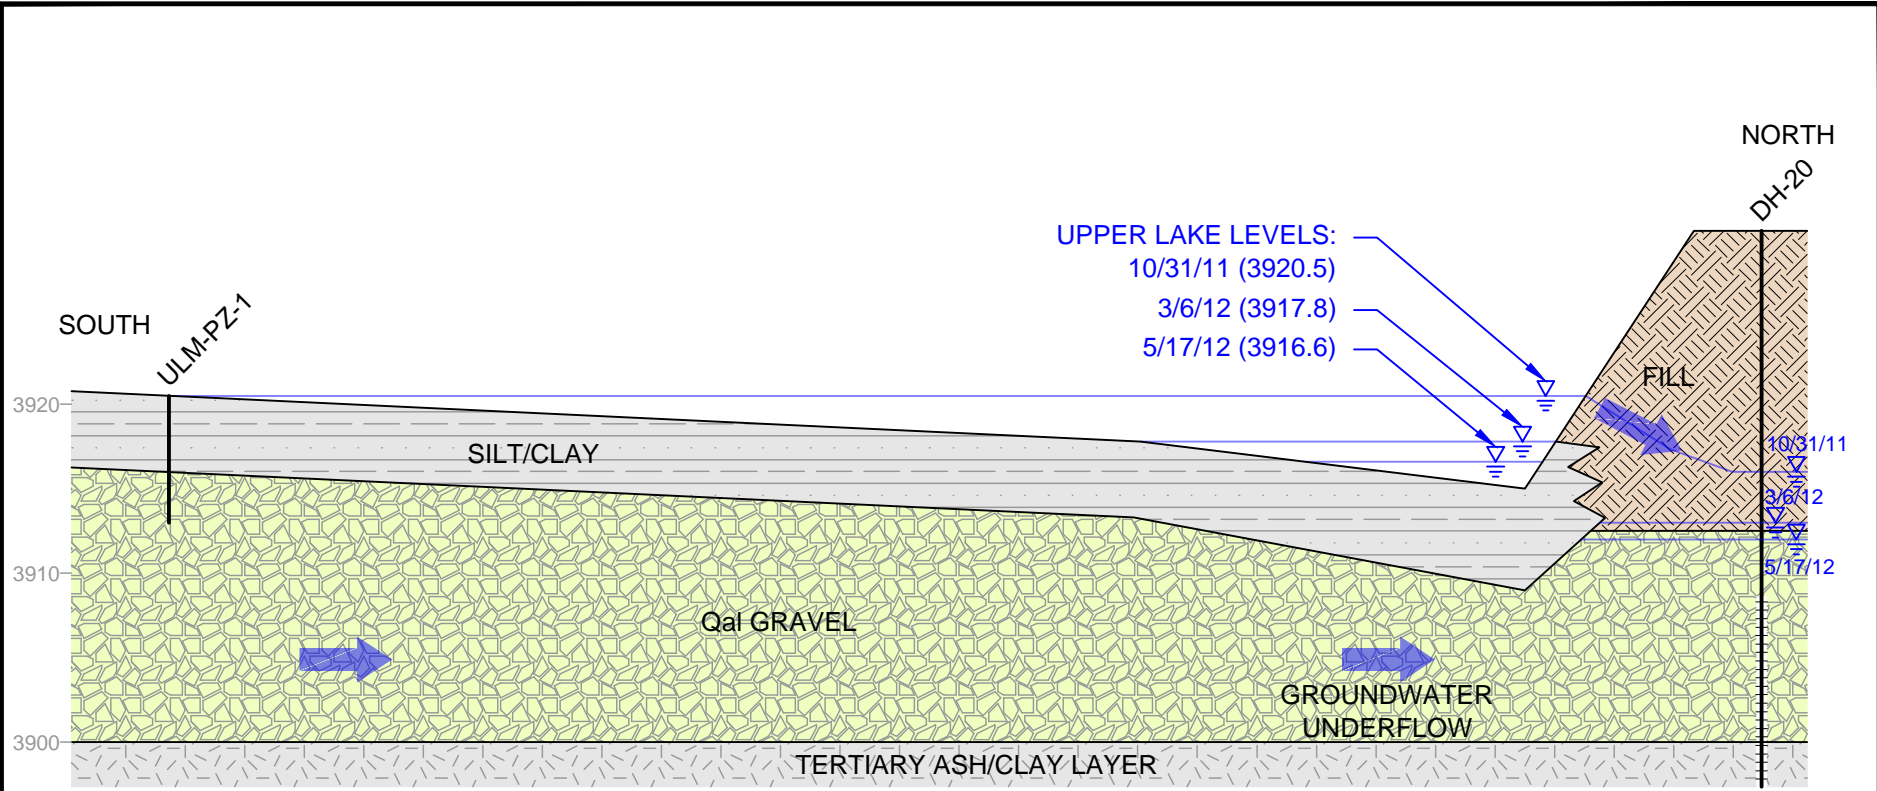 NORTH
DH-20
UPPER LAKE LEVELS:
10/31/11 (3920.5)
3/6/12 (3917.8)
5/17/12 (3916.6)
SOUTH
ULM-PZ-1
FILL
3920
10/31/11
SILT/CLAY
3/6/12
3910
5/17/12
Qal GRAVEL
GROUNDWATER
UNDERFLOW
3900
TERTIARY ASH/CLAY LAYER